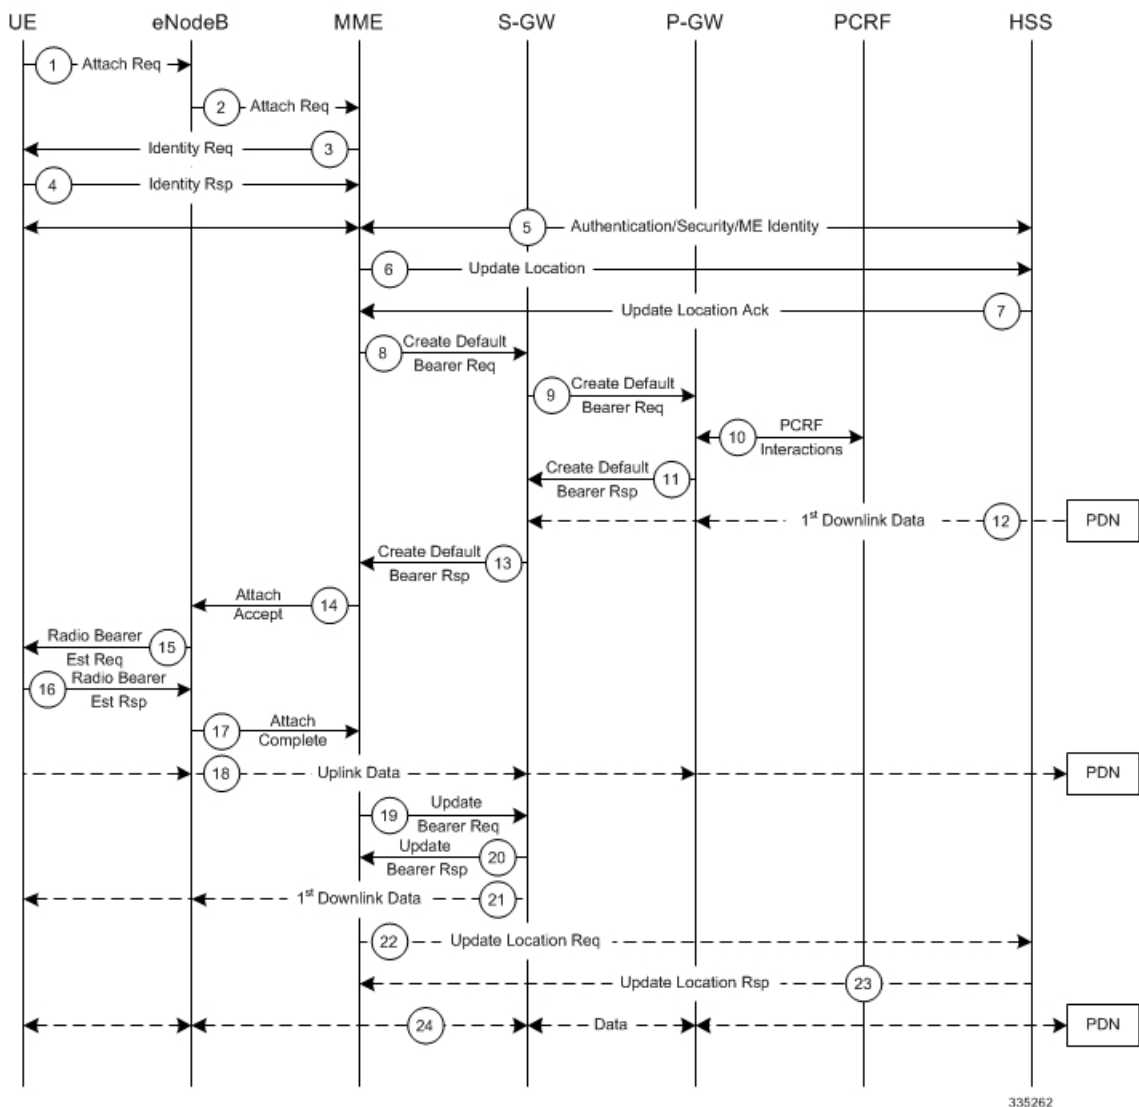 UE eNodeB MME S-GW P-GW PCRF HSS
1 Attach Req
2 Attach Req
Identity Req 3
4 Identity Rsp
5 Authentication/Security/ME Identity
6 Update Location
Update Location Ack 7
8 Create Default
Bearer Req
9 Create Default
Bearer Req
10 PCRF
Interactions
Create Default 11
Bearer Rsp
1st Downlink Data 12 PDN
Create Default 13
Bearer Rsp
Attach 14
Accept
Radio Bearer 15
Est Req
16 Radio Bearer
Est Rsp
17 Attach
Complete
18 Uplink Data PDN
19 Update
Bearer Req
Update 20
Bearer Rsp
1st Downlink Data 21
22 Update Location Req
Update Location Rsp 23
24 Data PDN
335262